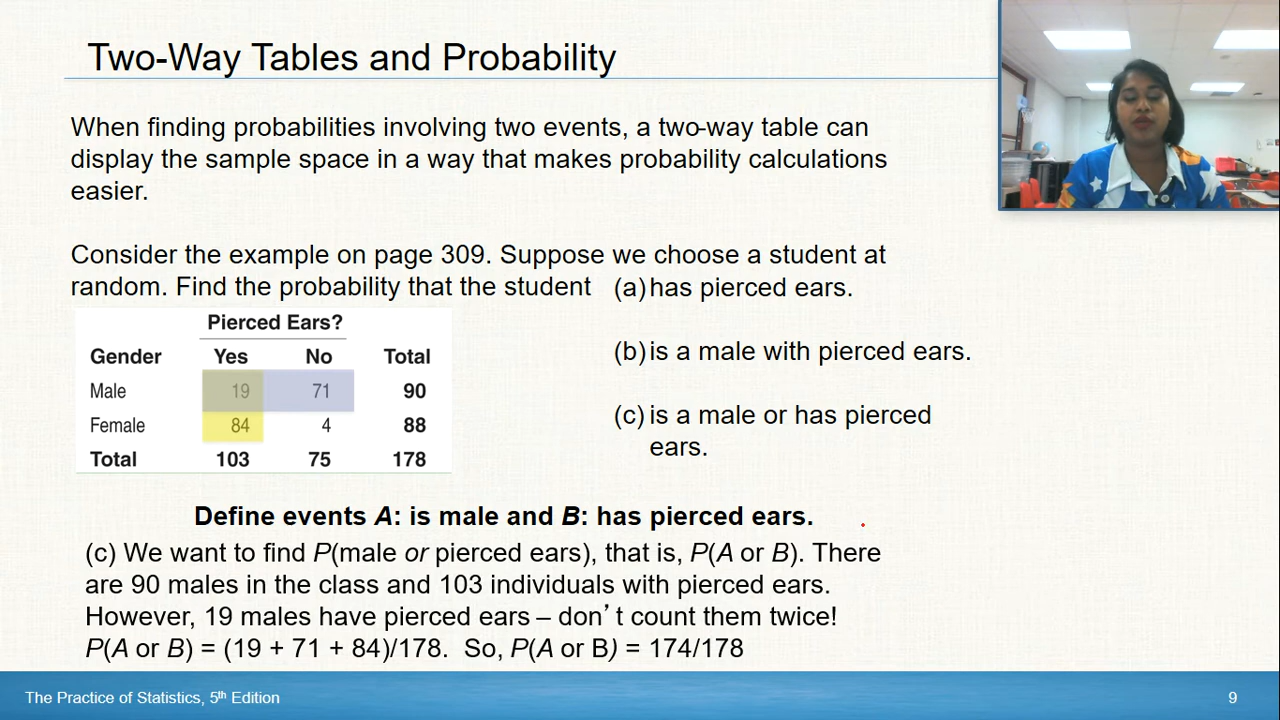 Two-Way Tables and Probability
When finding probabilities involving two events, a two-way table can
display the sample space in a way that makes probability calculations
easier.
Consider the example on page 309. Suppose we choose a student at
random. Find the probability that the student
(a) has pierced ears.
(b) is a male with pierced ears.
(c) is a male or has pierced
ears.
Pierced Ears?
Gender Yes No Total
Male 19 71 90
Female 84 4 88
Total 103 75 178
Define events A: is male and B: has pierced ears.
(c) We want to find P(male or pierced ears), that is, P(A or B). There
are 90 males in the class and 103 individuals with pierced ears.
However, 19 males have pierced ears – don’t count them twice!
P(A or B) = (19 + 71 + 84)/178. So, P(A or B) = 174/178
The Practice of Statistics, 5th Edition
9